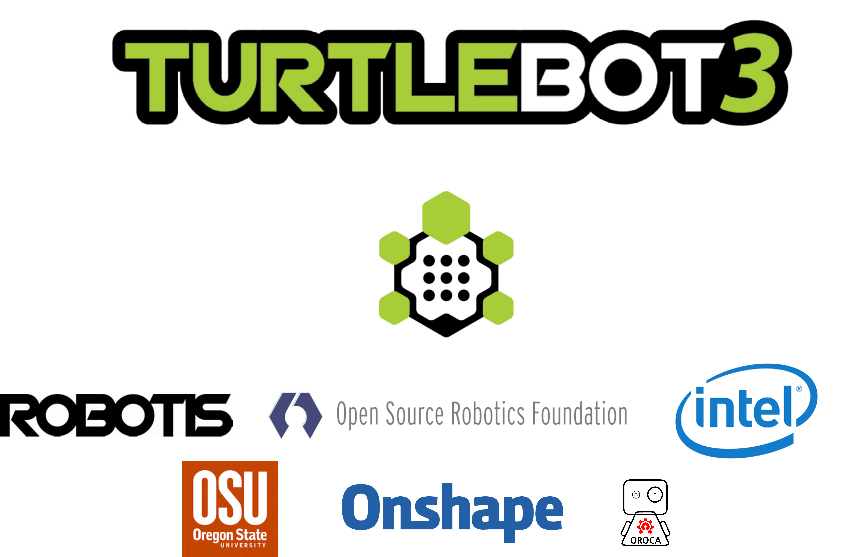 TURTLEBOT3
ROBOTIS
Open Source Robotics Foundation
intel®
OSU
Oregon State
UNIVERSITY
Onshape
OROCA